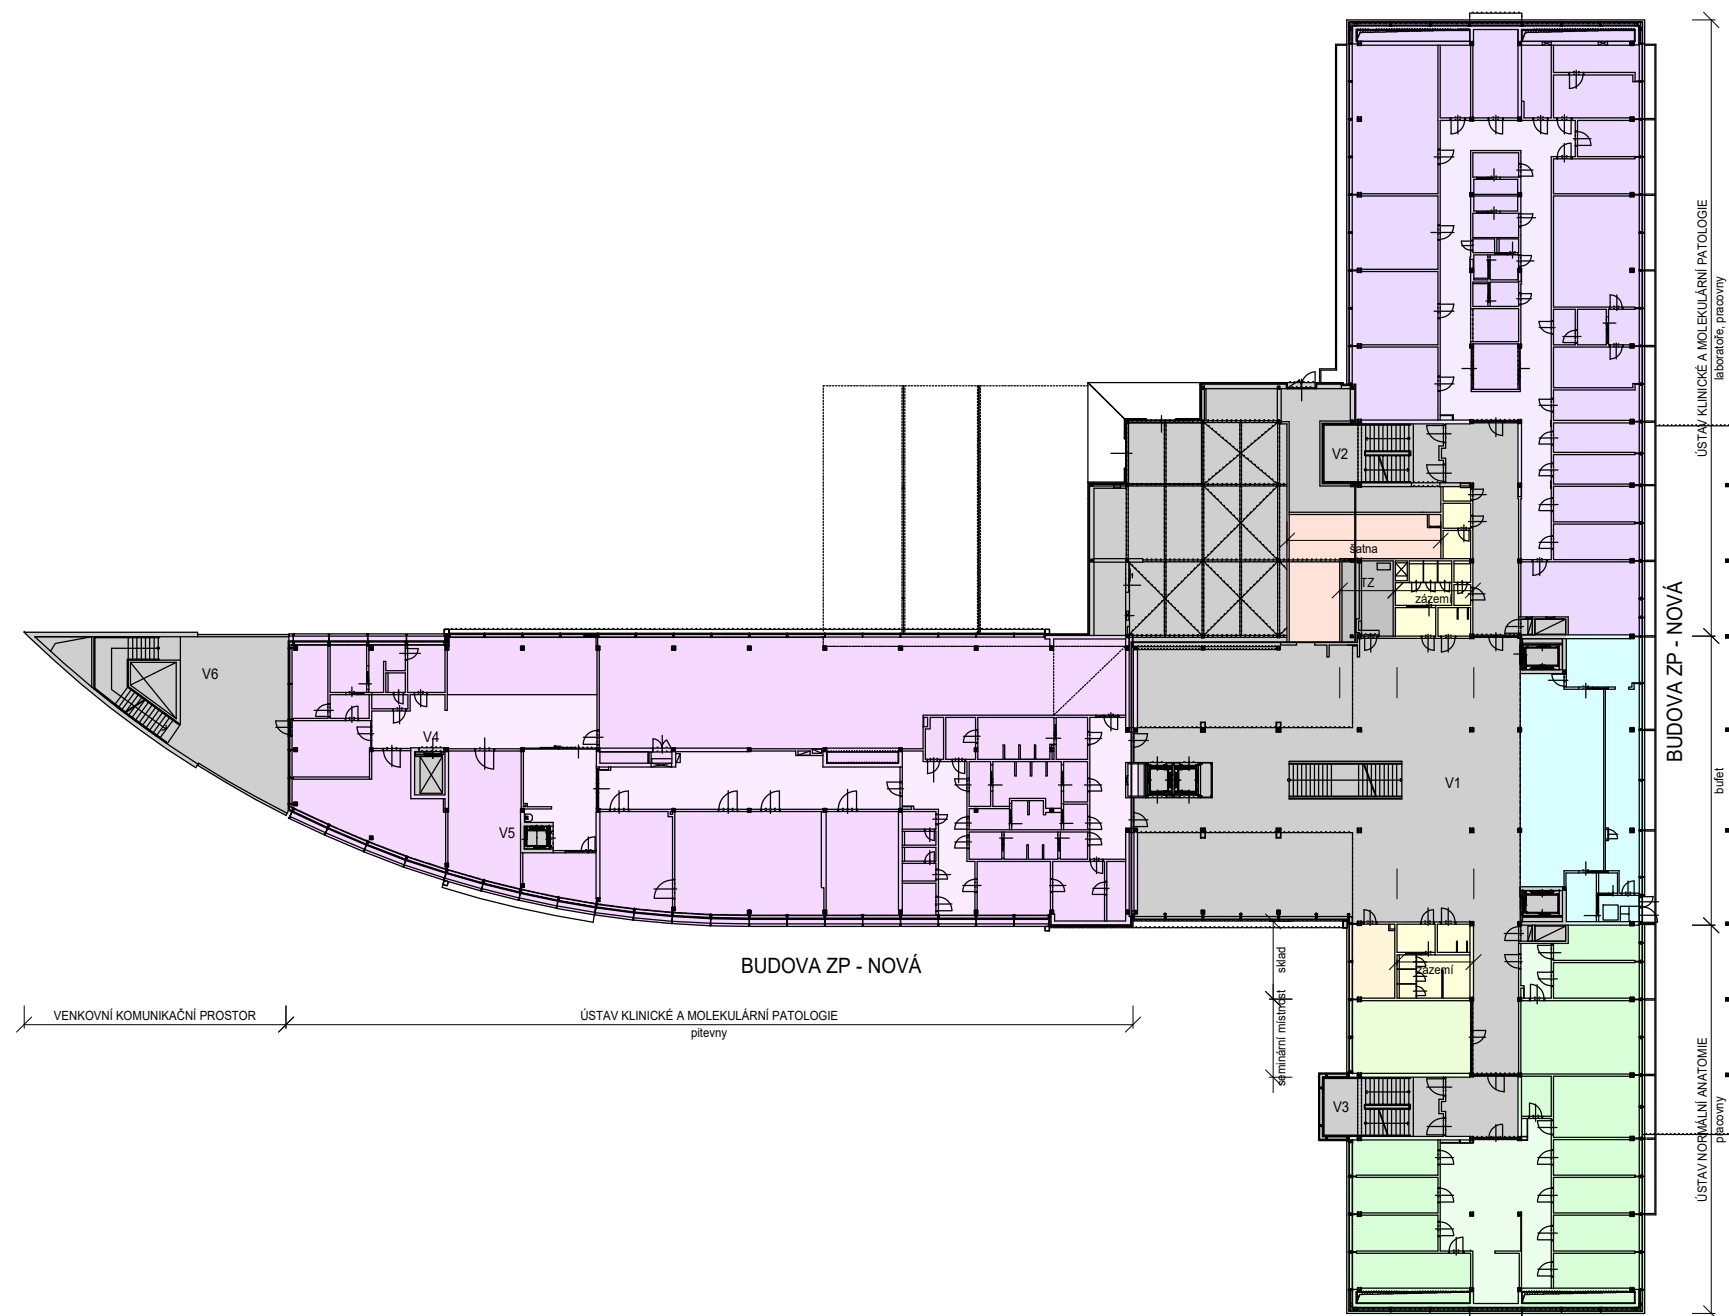 ÚSTAV KLINICKÉ A MOLEKULÁRNÍ PATOLOGIE
laboratoře, pracovny
V2
šatna
TZ
zázemí
BUDOVA ZP - NOVÁ
V6
V4
V5
V1
bufet
BUDOVA ZP - NOVÁ
sklad
zázemí
seminární místnost
VENKOVNÍ KOMUNIKAČNÍ PROSTOR
ÚSTAV KLINICKÉ A MOLEKULÁRNÍ PATOLOGIE
pitevny
V3
ÚSTAV NORMÁLNÍ ANATOMIE
pracovny